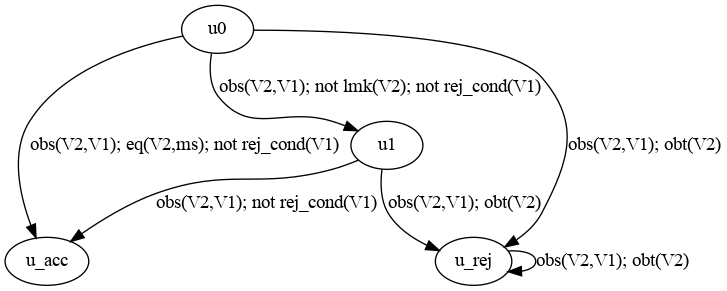 u0
obs(V2,V1); not lmk(V2); not rej_cond(V1)
obs(V2,V1); eq(V2,ms); not rej_cond(V1)
u1
obs(V2,V1); obt(V2)
obs(V2,V1); not rej_cond(V1)
obs(V2,V1); obt(V2)
u_acc
u_rej
obs(V2,V1); obt(V2)